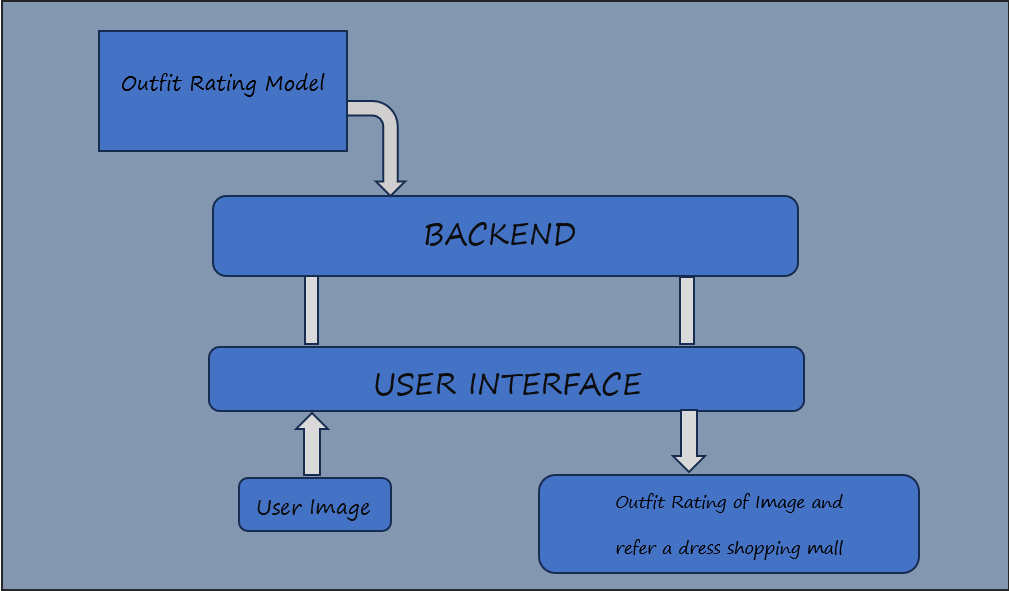 Outfit Rating Model
BACKEND
USER INTERFACE
User Image
Outfit Rating of Image and
refer a dress shopping mall